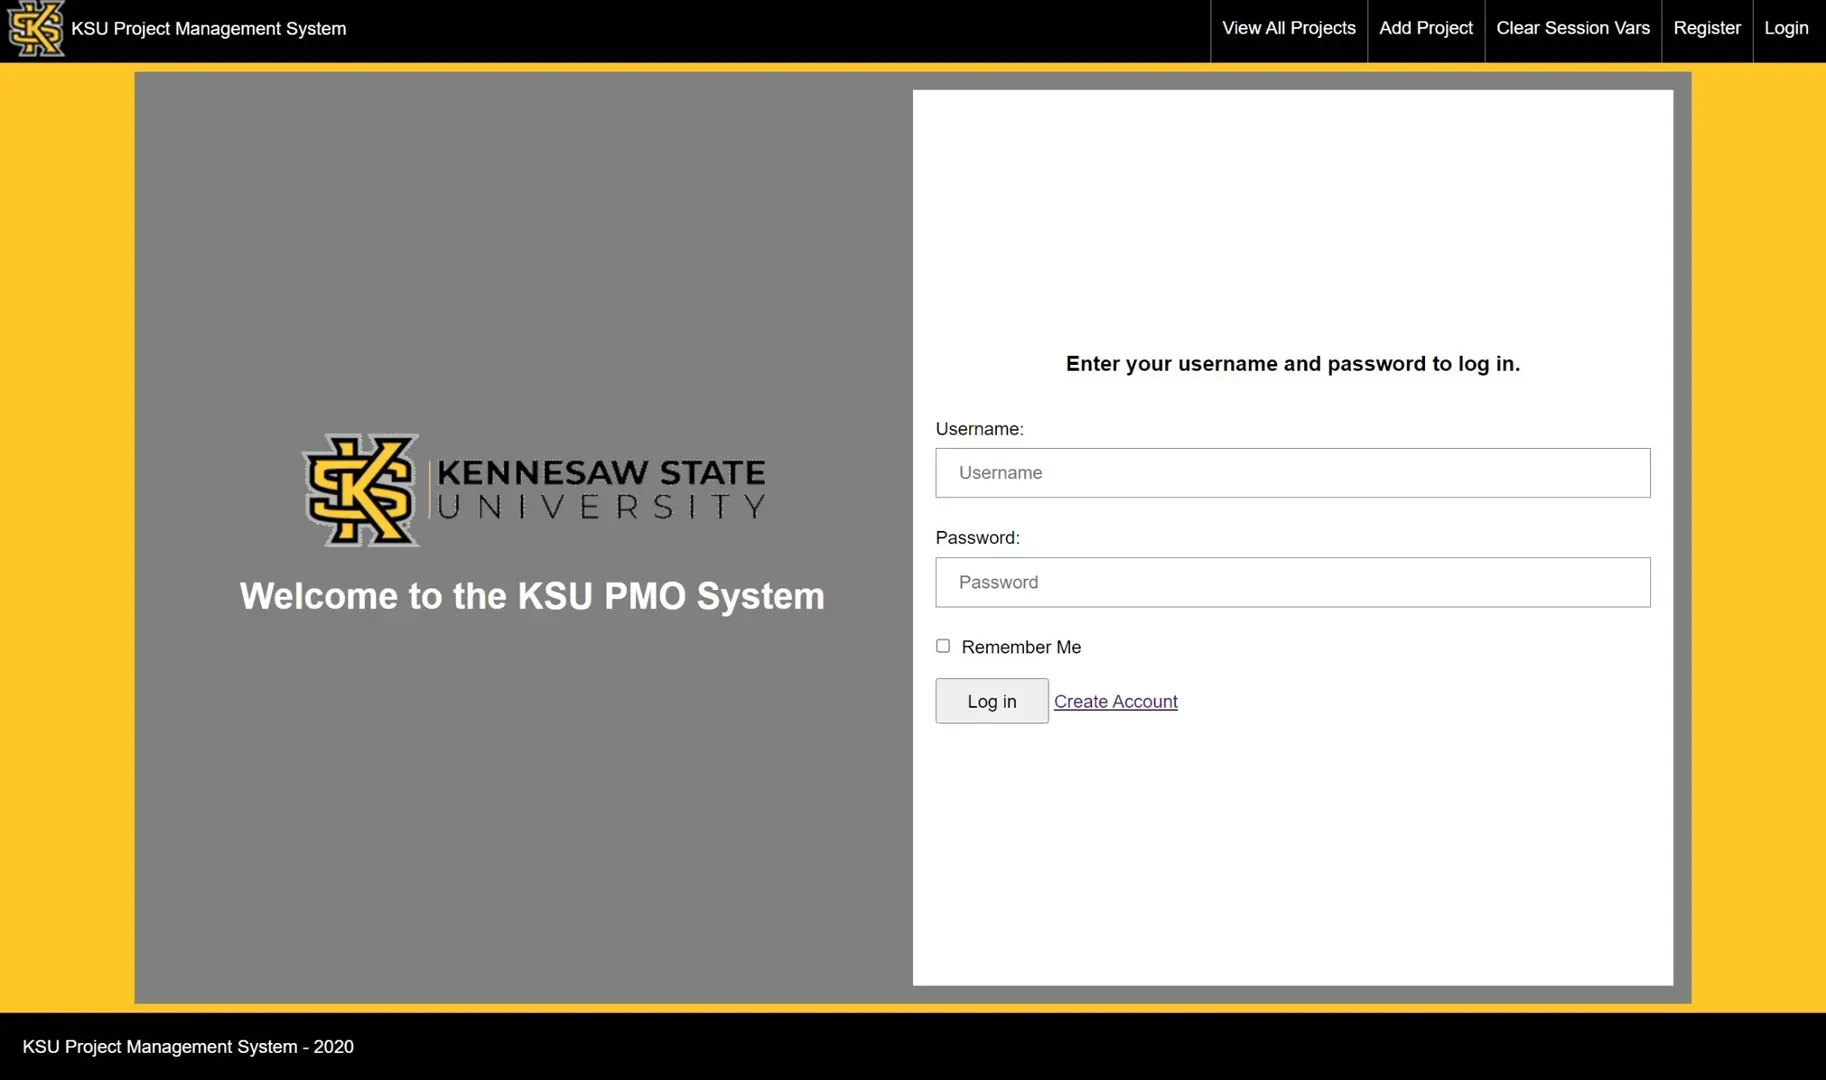 KSU Project Management System
View All Projects
Add Project
Clear Session Vars
Register
Login
KS
KENNESAW STATE
UNIVERSITY
Welcome to the KSU PMO System
Enter your username and password to log in.
Username:
Username
Password:
Password
Remember Me
Log in Create Account
KSU Project Management System - 2020